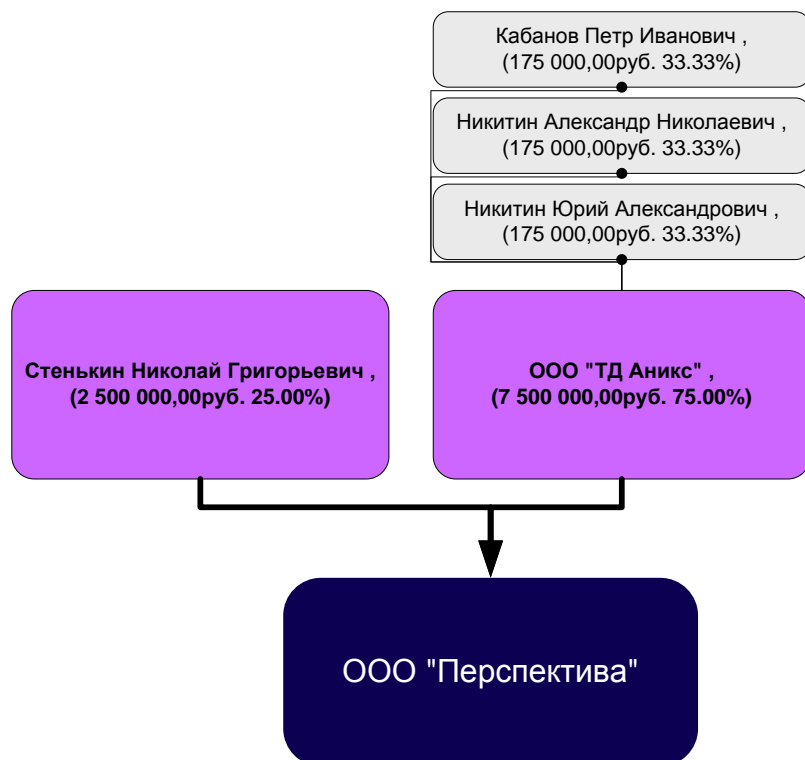 Кабанов Петр Иванович ,
(175 000,00руб. 33.33%)
Никитин Александр Николаевич ,
(175 000,00руб. 33.33%)
Никитин Юрий Александрович ,
(175 000,00руб. 33.33%)
Стенькин Николай Григорьевич ,
(2 500 000,00руб. 25.00%)
ООО "ТД Аникс" ,
(7 500 000,00руб. 75.00%)
ООО "Перспектива"